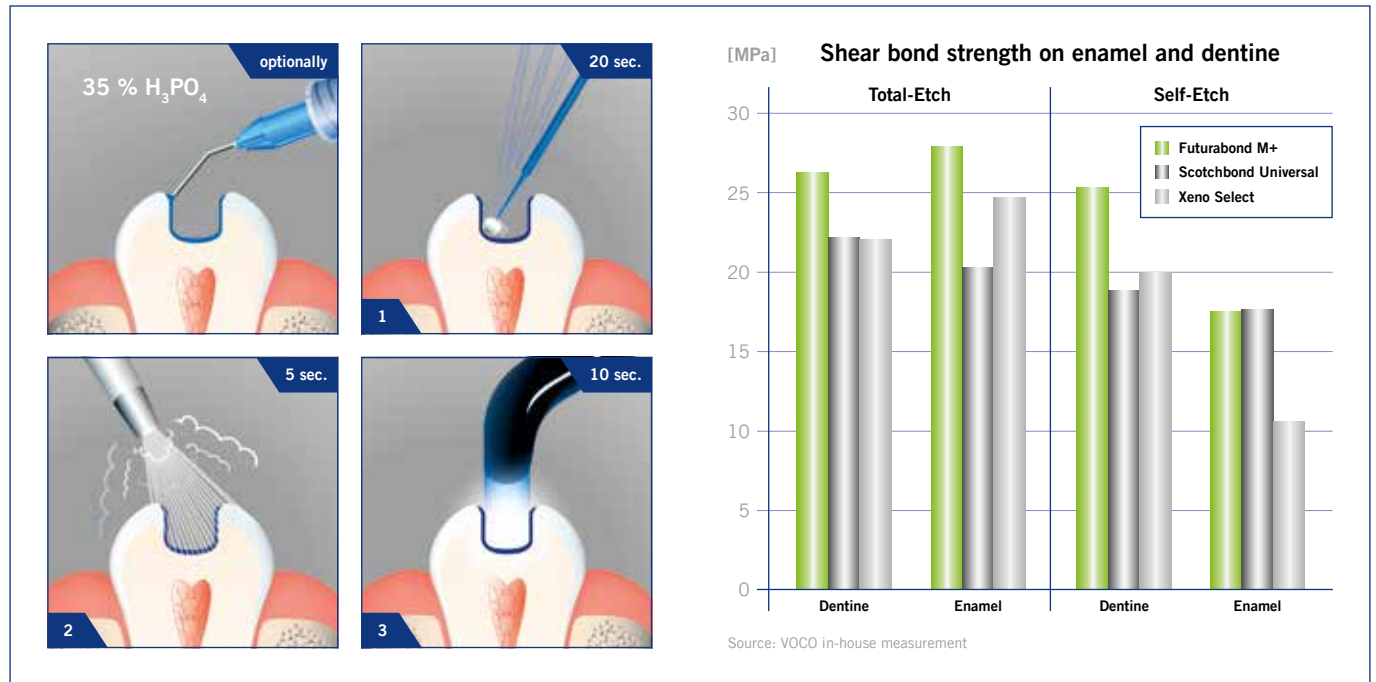 optionally
35 % H₃PO₄
20 sec.
1
5 sec.
2
10 sec.
3
[MPa]
Shear bond strength on enamel and dentine
Total-Etch
Self-Etch
Futurabond M+
Scotchbond Universal
Xeno Select
30
25
20
15
10
5
0
Dentine
Enamel
Dentine
Enamel
Source: VOCO in-house measurement